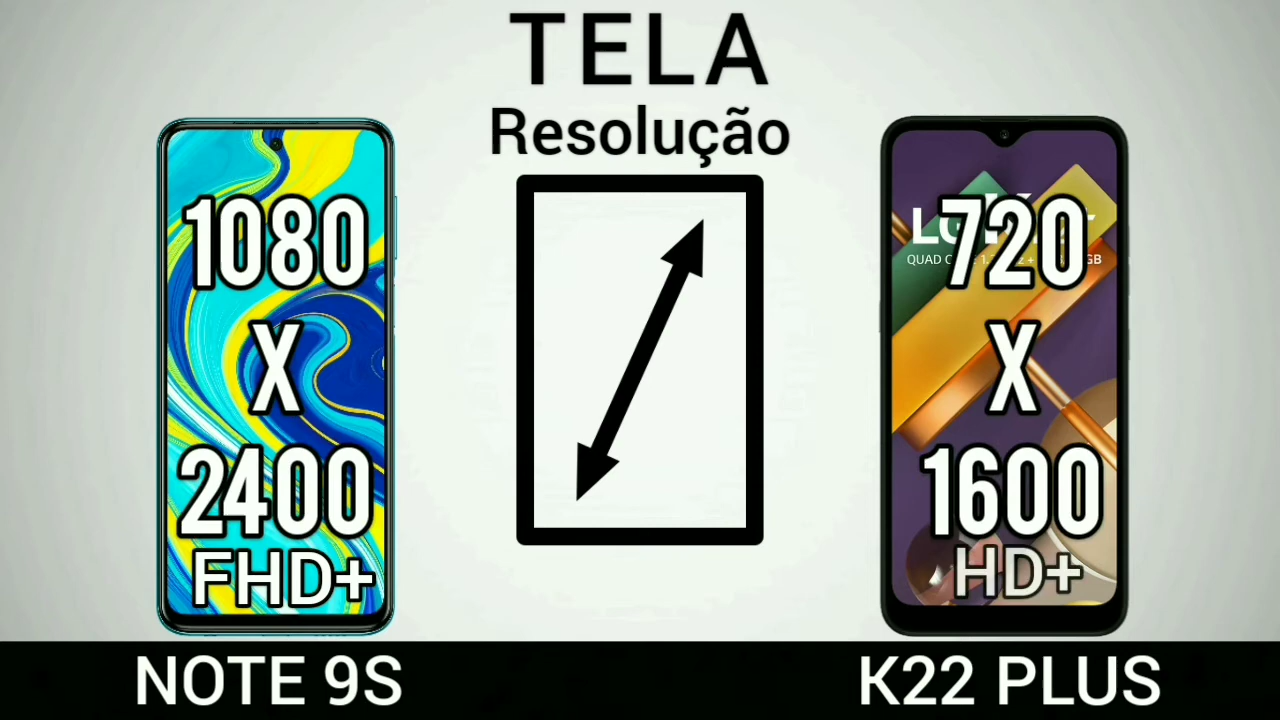 TELA
Resolução
1080
X
2400
FHD+
720
X
1600
HD+
NOTE 9S
K22 PLUS